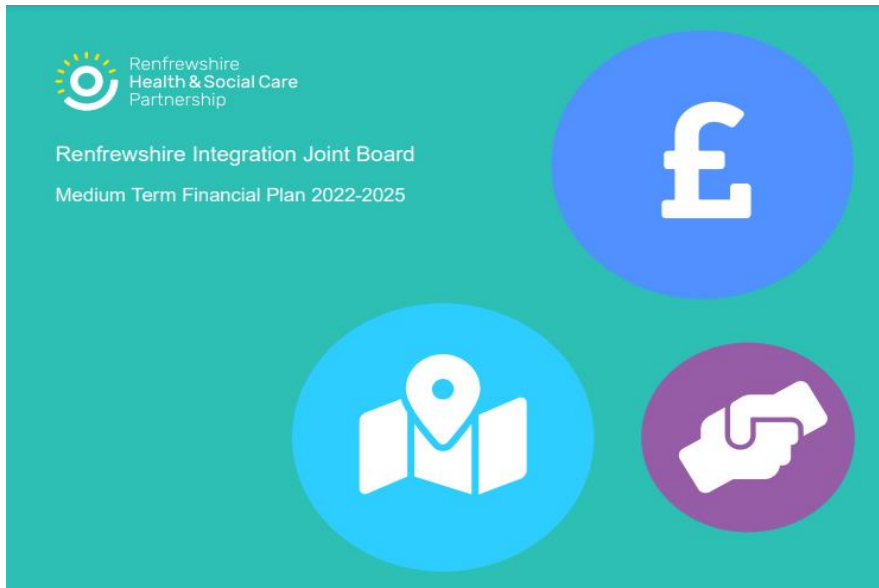 Renfrewshire
Health & Social Care
Partnership
Renfrewshire Integration Joint Board
Medium Term Financial Plan 2022-2025
£